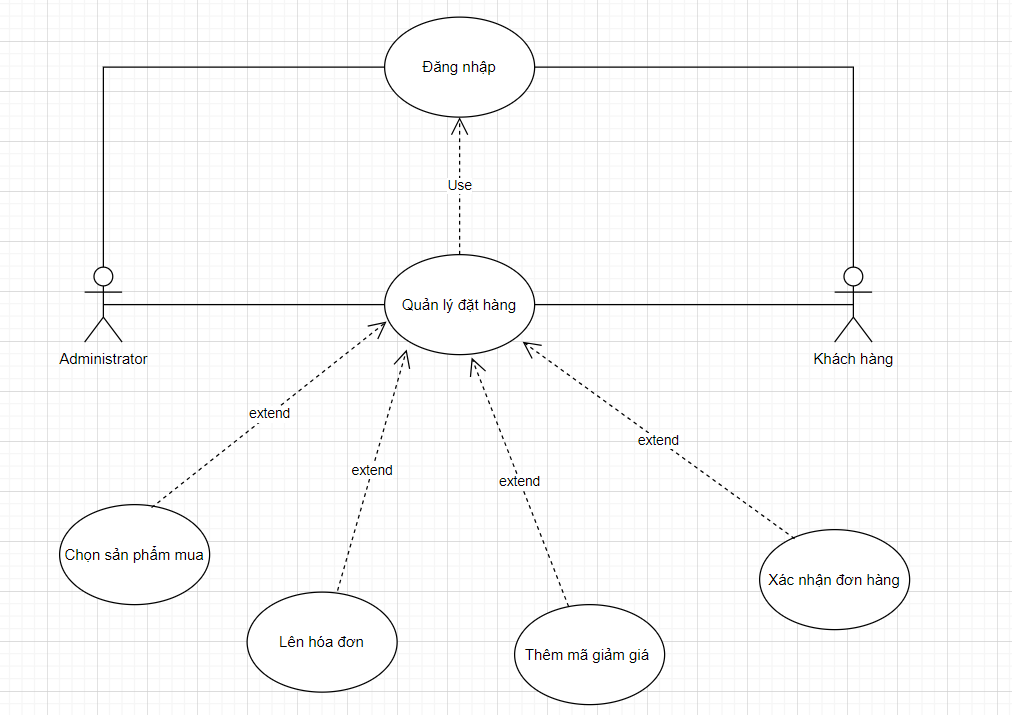 Đăng nhập
Use
Quản lý đặt hàng
Administrator
Khách hàng
extend
extend
extend
extend
Chọn sản phẩm mua
Xác nhận đơn hàng
Lên hóa đơn
Thêm mã giảm giá